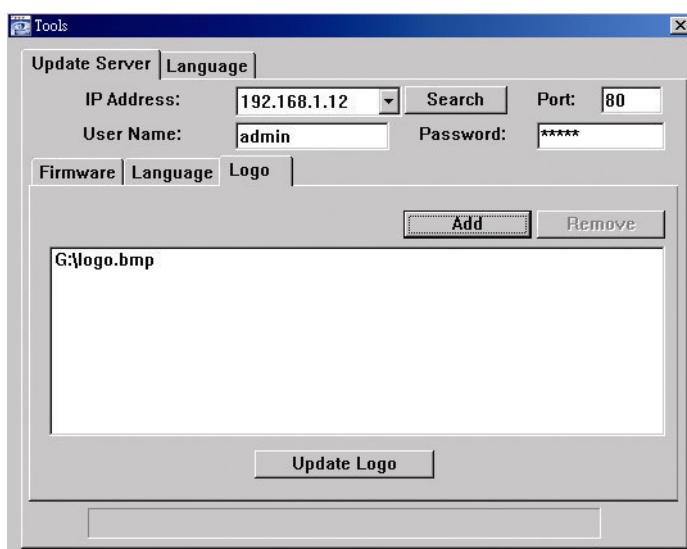 Tools
Update Server Language
IP Address: 192.168.1.12 Search Port: 80
User Name: admin Password: *****
Firmware Language Logo
Add Remove
G:\logo.bmp
Update Logo